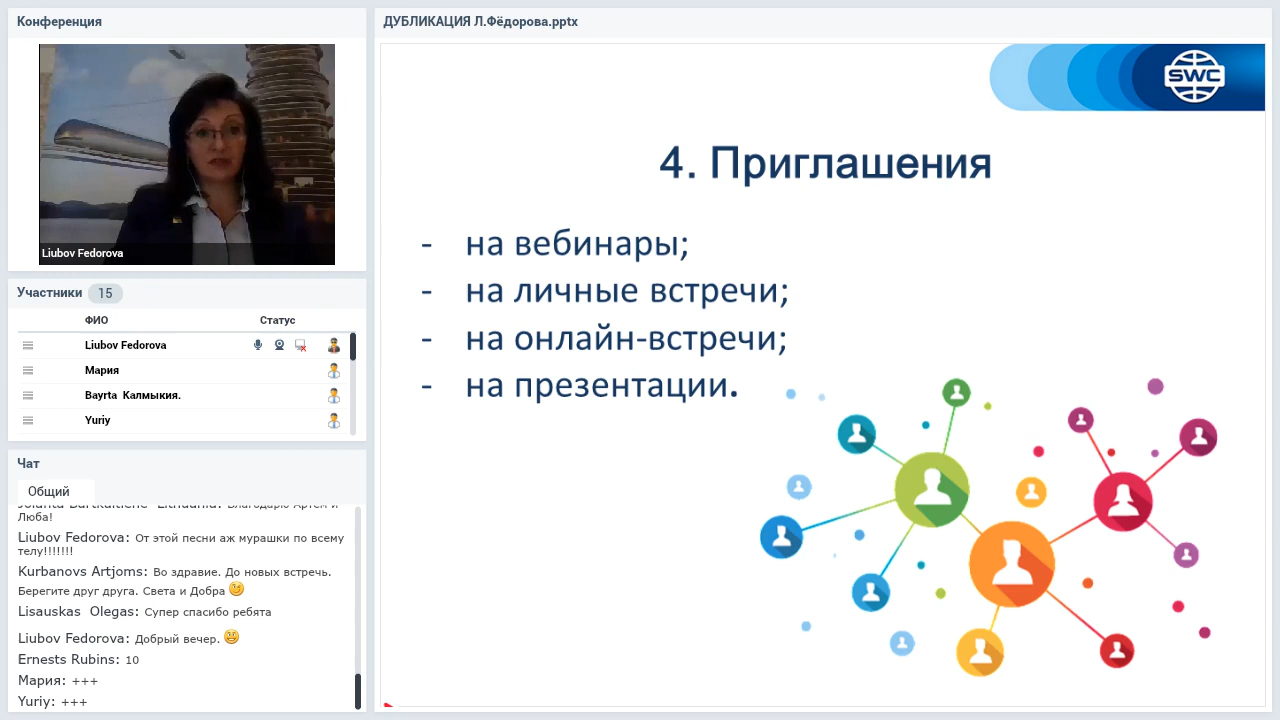 Конференция
Liubov Fedorova
Участники 15
ФИО Статус
Liubov Fedorova
Мария
Bayrta Калмыкия.
Yuriy
Чат
Общий
Люба!
Liubov Fedorova: От этой песни аж мурашки по всему
телу!!!!!!!
Kurbanovs Artjoms: Во здравие. До новых встречь.
Берегите друг друга. Света и Добра
Lisauskas Olegas: Супер спасибо ребята
Liubov Fedorova: Добрый вечер.
Ernests Rubins: 10
Мария: +++
Yuriy: +++
ДУБЛИКАЦИЯ Л.Фёдорова.pptx
SWC
4. Приглашения
- на вебинары;
- на личные встречи;
- на онлайн-встречи;
- на презентации.